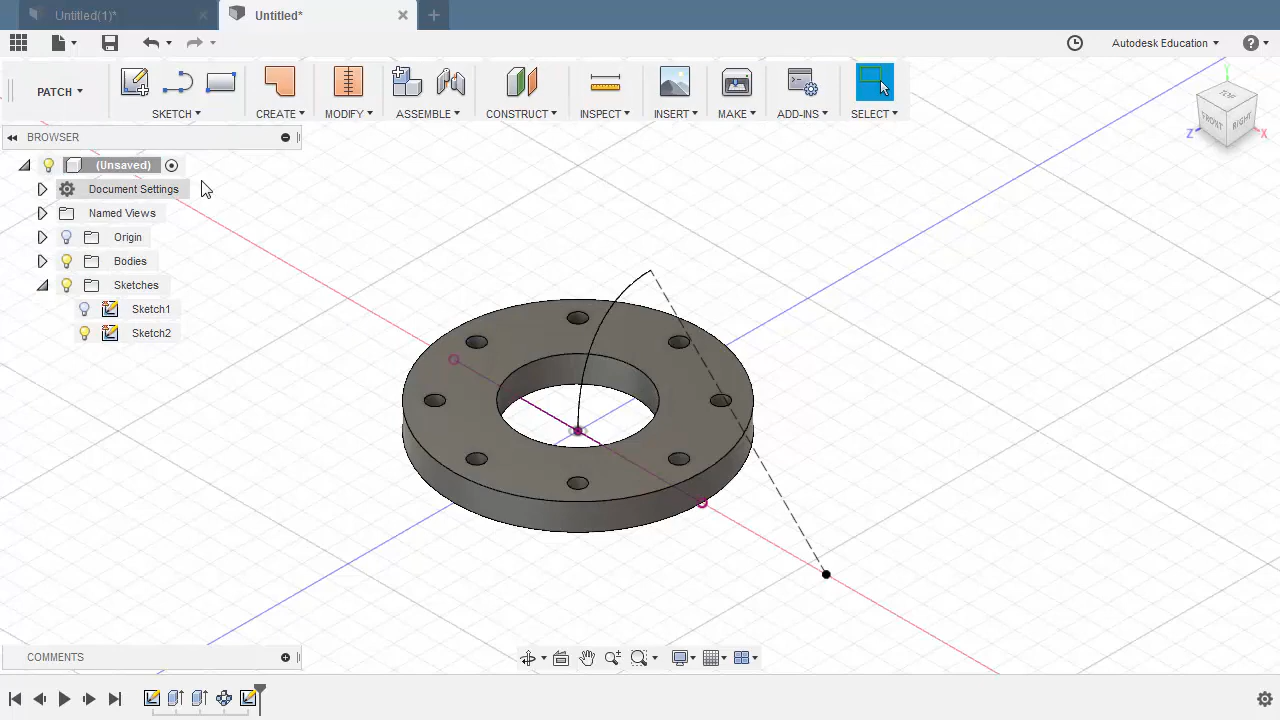 Untitled(1)*
Untitled*
Autodesk Education
PATCH
SKETCH
CREATE
MODIFY
ASSEMBLE
CONSTRUCT
INSPECT
INSERT
MAKE
ADD-INS
SELECT
BROWSER
(Unsaved)
Document Settings
Named Views
Origin
Bodies
Sketches
Sketch1
Sketch2
Y
TOP
FRONT
RIGHT
Z
X
COMMENTS